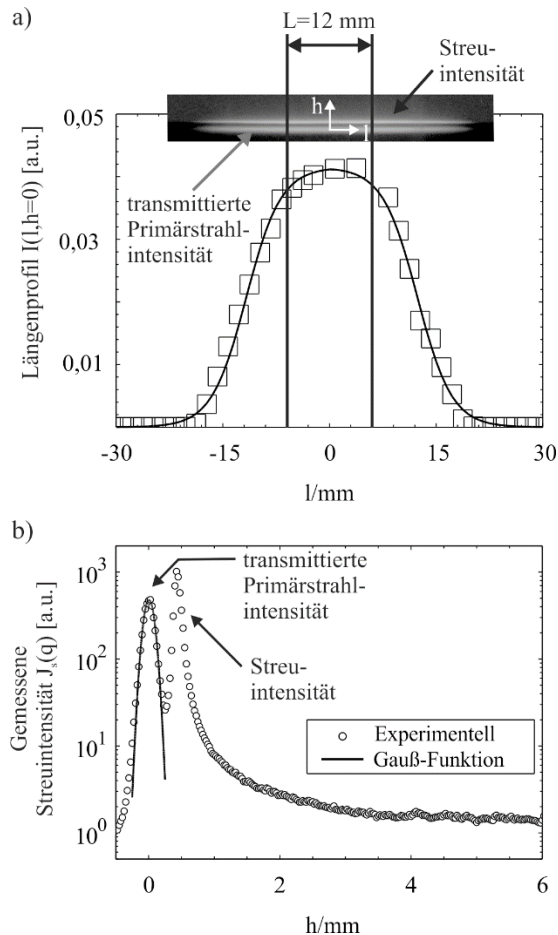 a)
L=12 mm
Streu-
intensität
h
l
transmittierte
Primärstrahl-
intensität
Längenprofil I(l,h=0) [a.u.]
0,05
0,03
0,01
-30 -15 0 15 30
l/mm
b)
transmittierte
Primärstrahl-
intensität
Streu-
intensität
Gemessene
Streuintensität Jₛ(q) [a.u.]
10³
10²
10¹
10⁰
Experimentell
Gauß-Funktion
0 2 4 6
h/mm